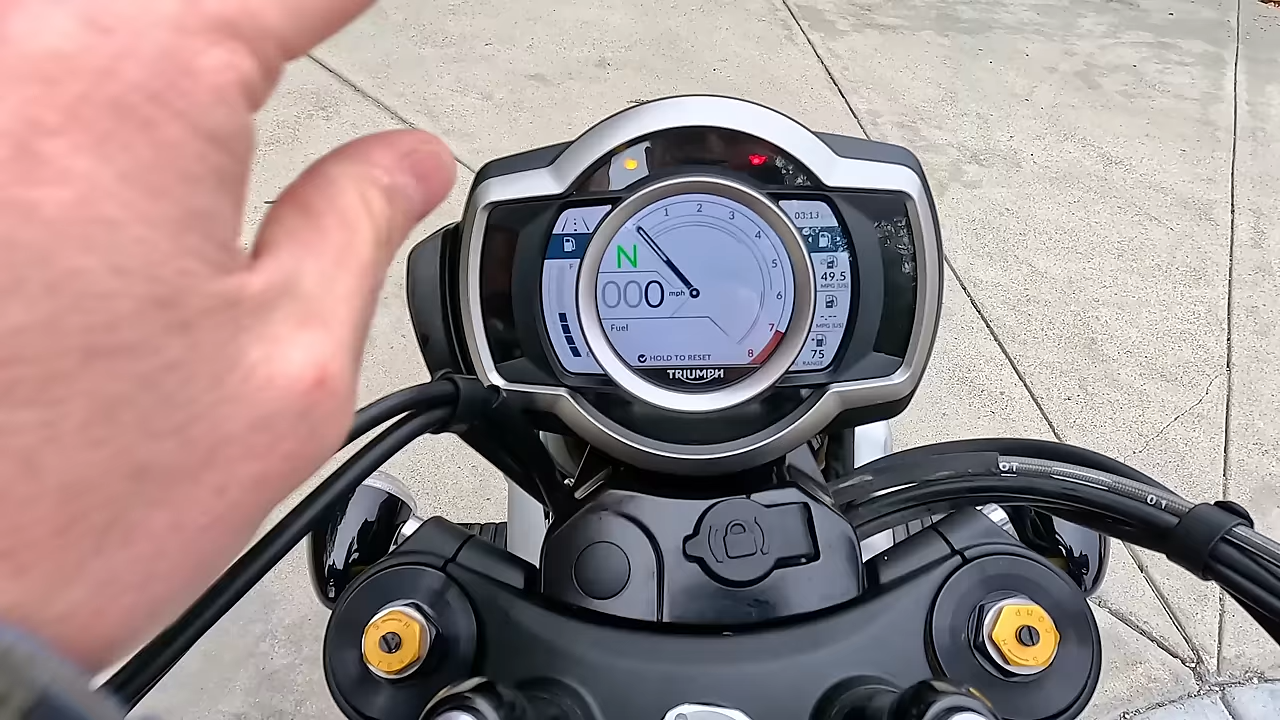 1
2
3
4
5
6
7
8
N
000 mph
Fuel
HOLD TO RESET
TRIUMPH
F
03:13
49.5
MPG (US)
-.--
MPG (US)
75
RANGE